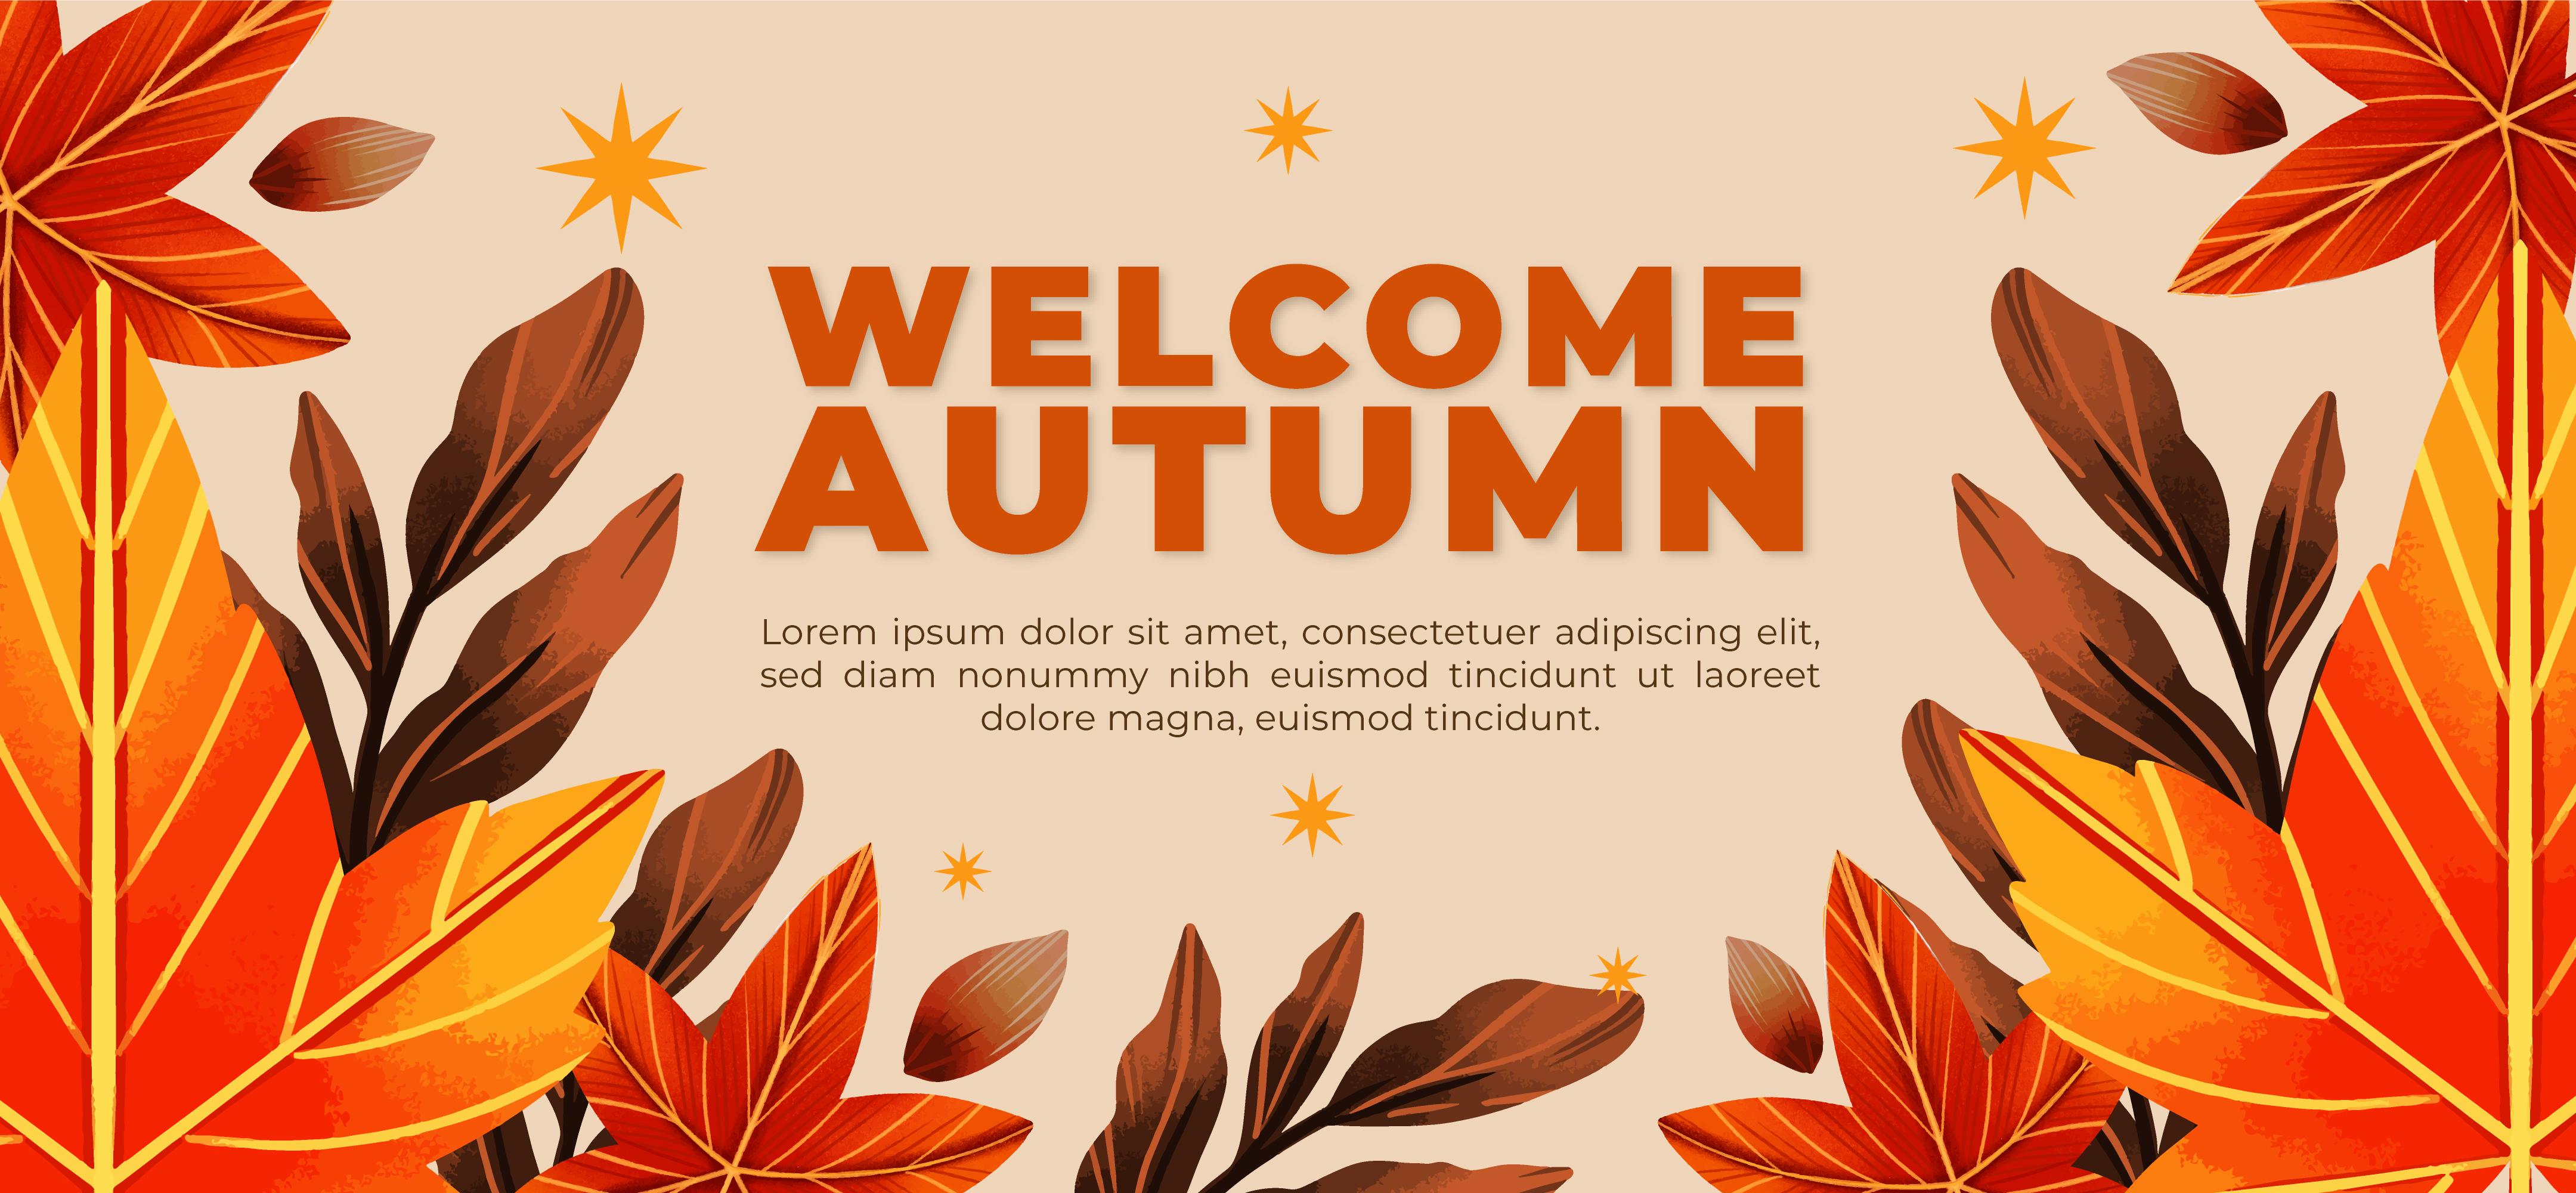 WELCOME
AUTUMN
Lorem ipsum dolor sit amet, consectetuer adipiscing elit,
sed diam nonummy nibh euismod tincidunt ut laoreet
dolore magna, euismod tincidunt.